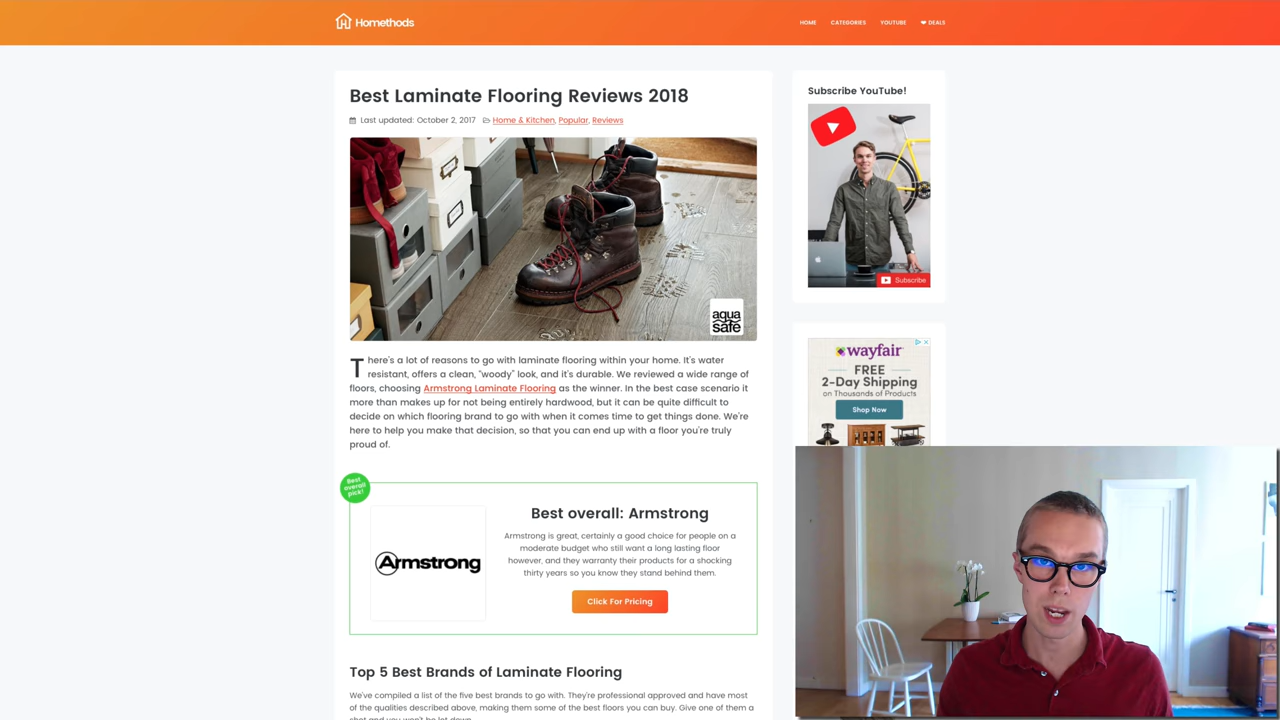 Homethods
HOME
CATEGORIES
YOUTUBE
DEALS
Best Laminate Flooring Reviews 2018
Last updated: October 2, 2017
Home & Kitchen, Popular, Reviews
aqua
safe
There's a lot of reasons to go with laminate flooring within your home. It's water
resistant, offers a clean, "woody" look, and it's durable. We reviewed a wide range of
floors, choosing Armstrong Laminate Flooring as the winner. In the best case scenario it
more than makes up for not being entirely hardwood, but it can be quite difficult to
decide on which flooring brand to go with when it comes time to get things done. We're
here to help you make that decision, so that you can end up with a floor you're truly
proud of.
Best
overall
pick!
Armstrong
Best overall: Armstrong
Armstrong is great, certainly a good choice for people on a
moderate budget who still want a long lasting floor
however, and they warranty their products for a shocking
thirty years so you know they stand behind them.
Click For Pricing
Top 5 Best Brands of Laminate Flooring
We've compiled a list of the five best brands to go with. They're professional approved and have most
of the qualities described above, making them some of the best floors you can buy. Give one of them a
shot and you won't be let down
Subscribe YouTube!
Subscribe
wayfair
FREE
2-Day Shipping
on Thousands of Products
Shop Now